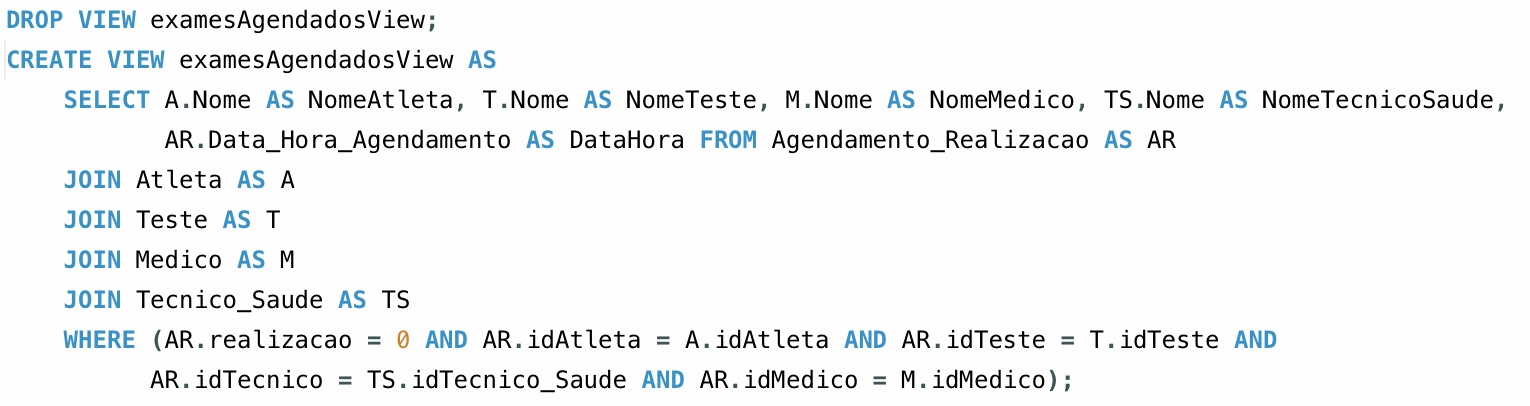 DROP VIEW examesAgendadosView;
CREATE VIEW examesAgendadosView AS
SELECT A.Nome AS NomeAtleta, T.Nome AS NomeTeste, M.Nome AS NomeMedico, TS.Nome AS NomeTecnicoSaude,
AR.Data_Hora_Agendamento AS DataHora FROM Agendamento_Realizacao AS AR
JOIN Atleta AS A
JOIN Teste AS T
JOIN Medico AS M
JOIN Tecnico_Saude AS TS
WHERE (AR.realizacao = 0 AND AR.idAtleta = A.idAtleta AND AR.idTeste = T.idTeste AND
AR.idTecnico = TS.idTecnico_Saude AND AR.idMedico = M.idMedico);